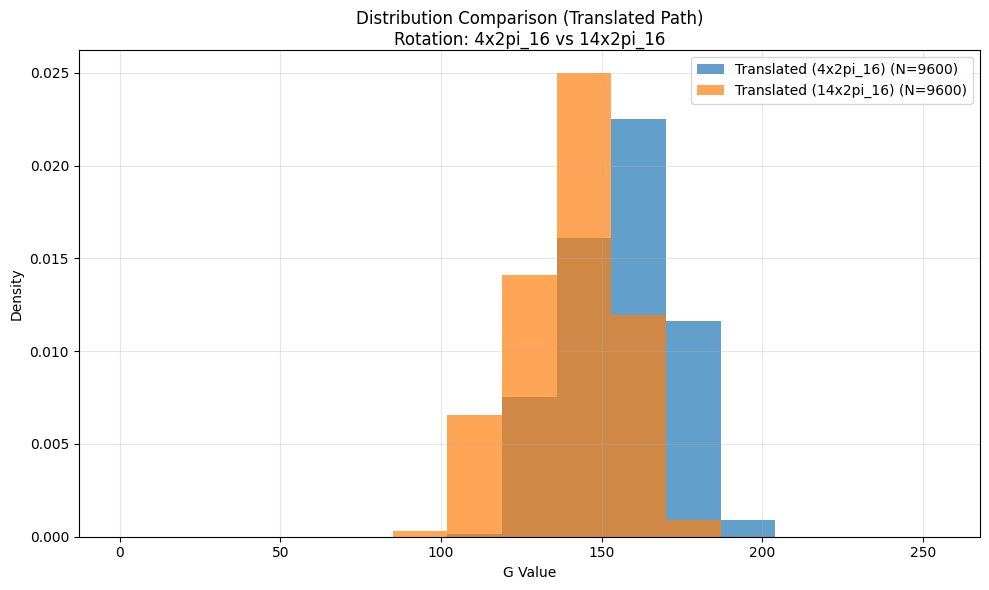 Distribution Comparison (Translated Path)
Rotation: 4x2pi_16 vs 14x2pi_16
Translated (4x2pi_16) (N=9600)
Translated (14x2pi_16) (N=9600)
Density
0.025
0.020
0.015
0.010
0.005
0.000
0 50 100 150 200 250
G Value